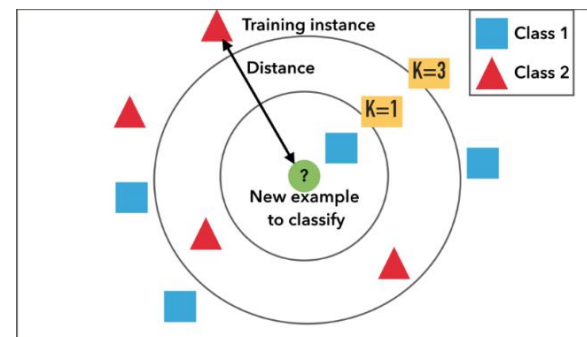 Training instance
Class 1
Distance
Class 2
K=3
K=1
?
New example
to classify